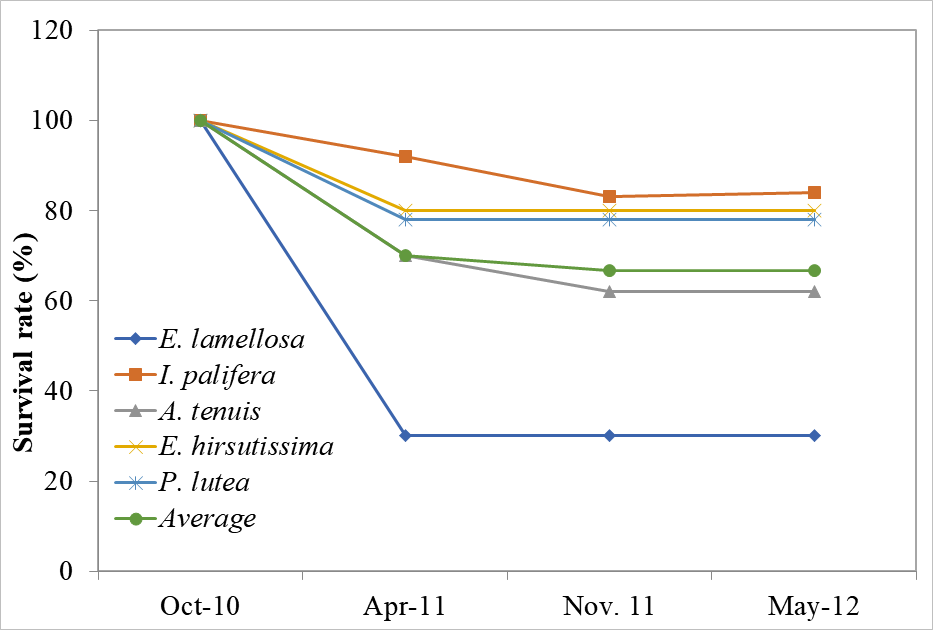 120
100
80
60
40
20
0
Survival rate (%)
E. lamellosa
I. palifera
A. tenuis
E. hirsutissima
P. lutea
Average
Oct-10
Apr-11
Nov. 11
May-12